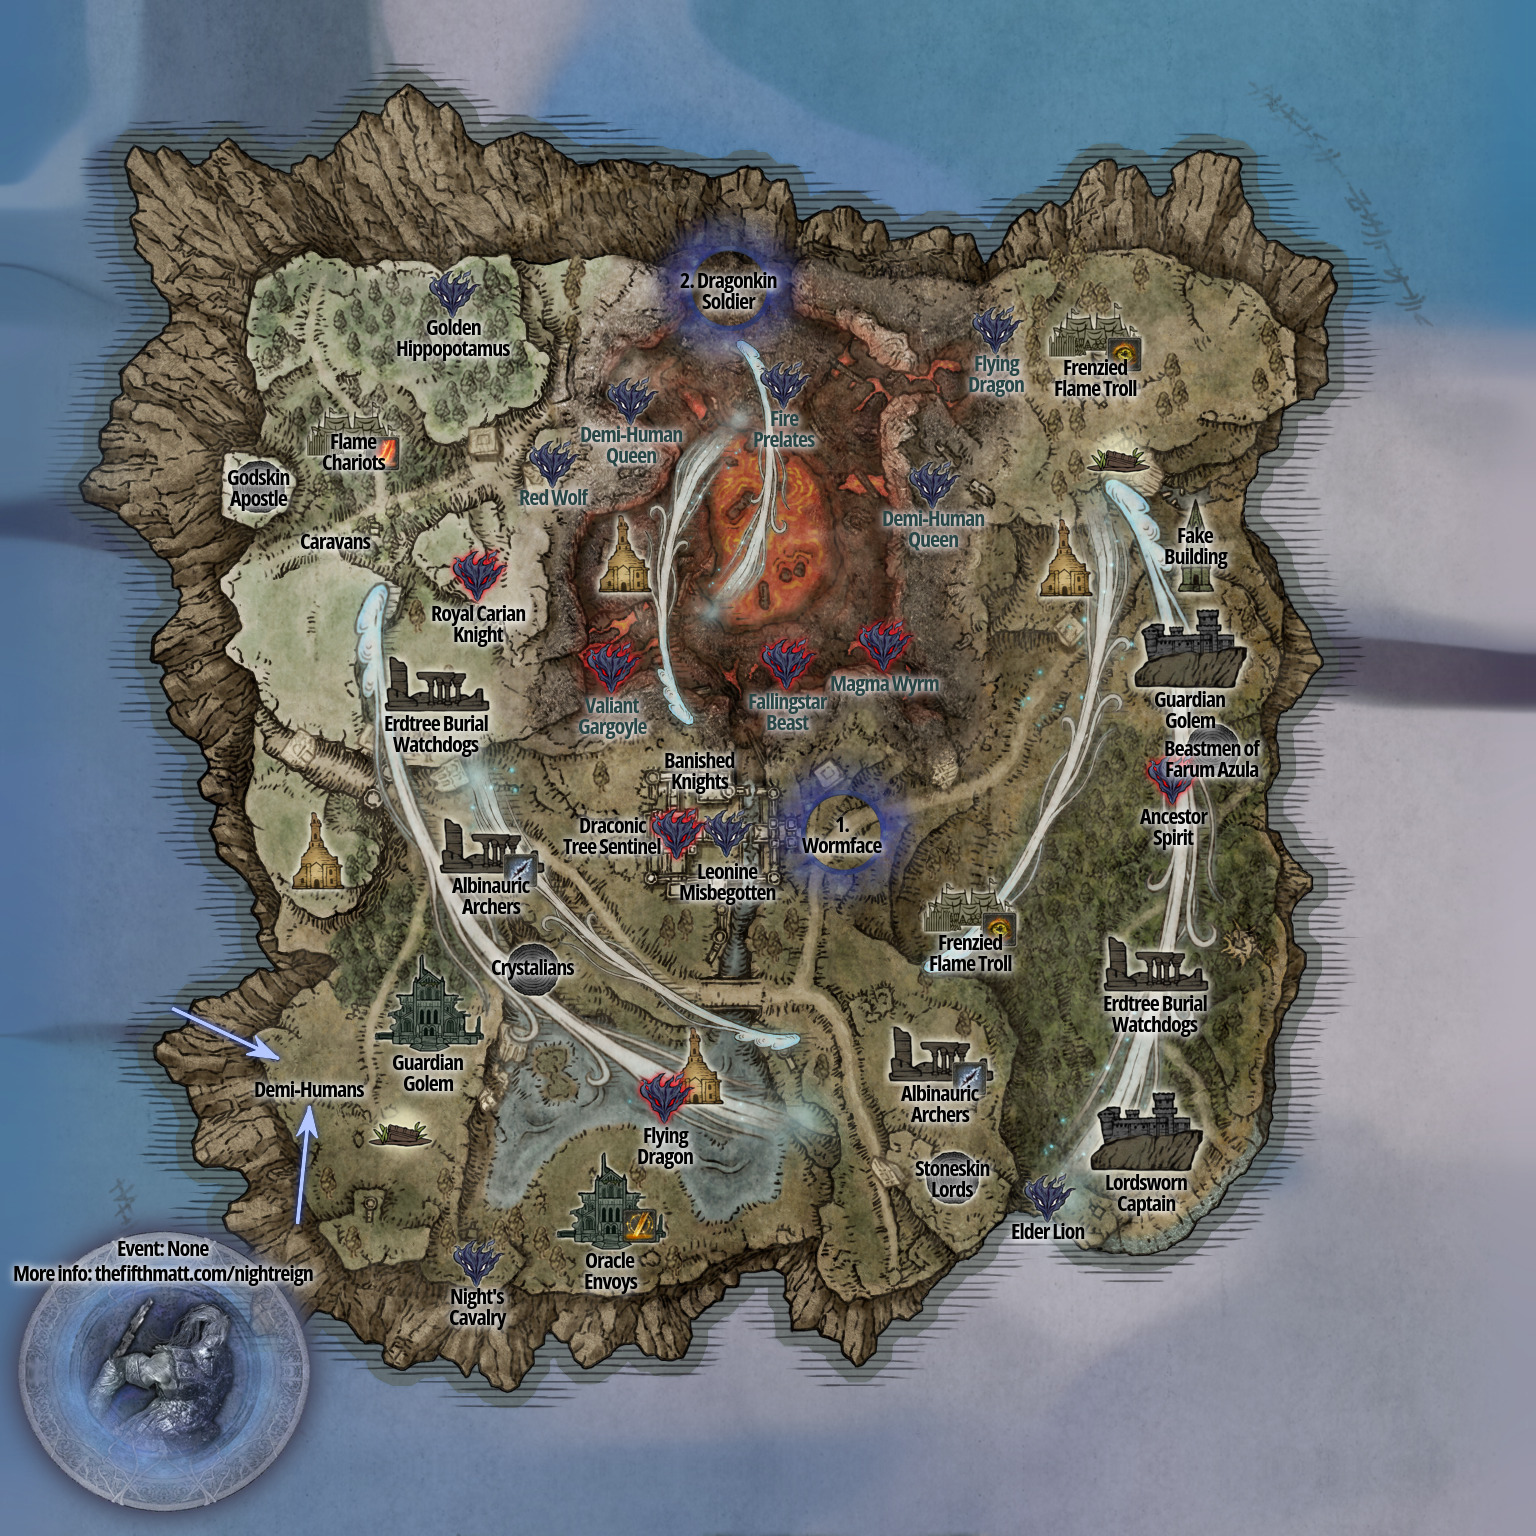 2. Dragonkin
Soldier
Golden
Hippopotamus
Flying
Dragon
Frenzied
Flame Troll
Fire
Prelates
Demi-Human
Queen
Flame
Chariots
Godskin
Apostle
Red Wolf
Demi-Human
Queen
Caravans
Fake
Building
Royal Carian
Knight
Valiant
Gargoyle
Fallingstar
Beast
Magma Wyrm
Guardian
Golem
Erdtree Burial
Watchdogs
Banished
Knights
Beastmen of
Farum Azula
Draconic
Tree Sentinel
1.
Wormface
Ancestor
Spirit
Leonine
Misbegotten
Albinauric
Archers
Frenzied
Flame Troll
Crystalians
Erdtree Burial
Watchdogs
Guardian
Golem
Demi-Humans
Albinauric
Archers
Flying
Dragon
Stoneskin
Lords
Lordsworn
Captain
Elder Lion
Oracle
Envoys
Night's
Cavalry
Event: None
More info: thefifthmatt.com/nightreign